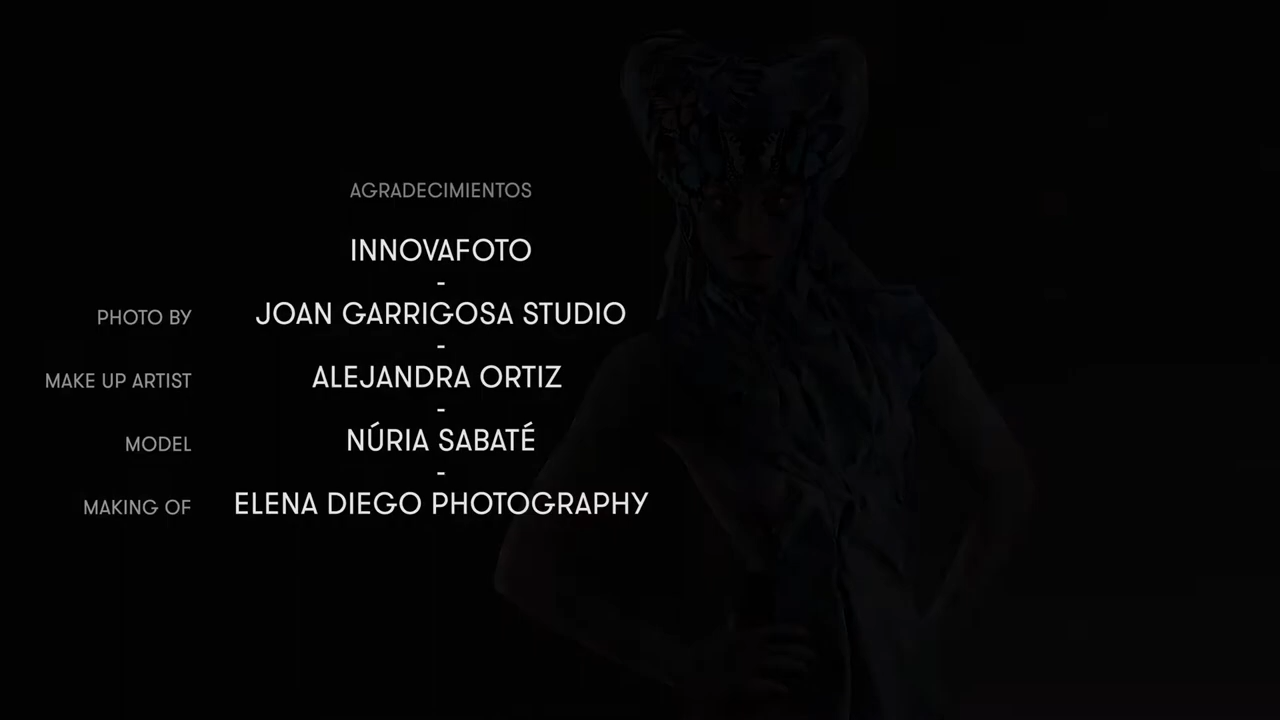 AGRADECIMIENTOS
INNOVAFOTO
-
PHOTO BY JOAN GARRIGOSA STUDIO
-
MAKE UP ARTIST ALEJANDRA ORTIZ
-
MODEL NÚRIA SABATÉ
-
MAKING OF ELENA DIEGO PHOTOGRAPHY